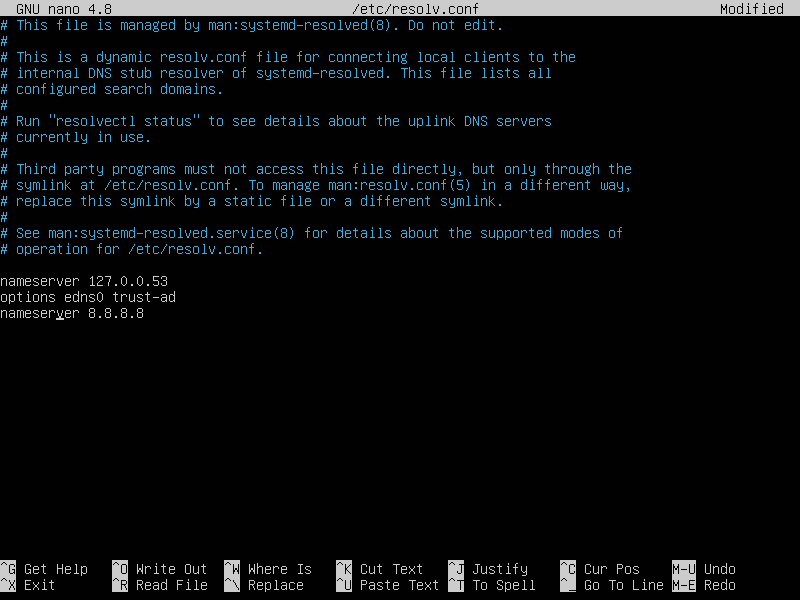 GNU nano 4.8 /etc/resolv.conf Modified
# This file is managed by man:systemd-resolved(8). Do not edit.
#
# This is a dynamic resolv.conf file for connecting local clients to the
# internal DNS stub resolver of systemd-resolved. This file lists all
# configured search domains.
#
# Run "resolvectl status" to see details about the uplink DNS servers
# currently in use.
#
# Third party programs must not access this file directly, but only through the
# symlink at /etc/resolv.conf. To manage man:resolv.conf(5) in a different way,
# replace this symlink by a static file or a different symlink.
#
# See man:systemd-resolved.service(8) for details about the supported modes of
# operation for /etc/resolv.conf.
nameserver 127.0.0.53
options edns0 trust-ad
nameserver 8.8.8.8
^G Get Help ^O Write Out ^W Where Is ^K Cut Text ^J Justify ^C Cur Pos M-U Undo
^X Exit ^R Read File ^\ Replace ^U Paste Text ^T To Spell ^_ Go To Line M-E Redo